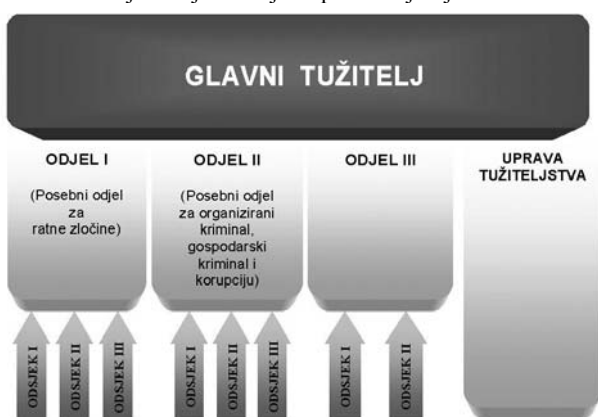 GLAVNI TUŽITELJ
ODJEL I
(Posebni odjel
za
ratne zločine)
ODJEL II
(Posebni odjel
za organizirani
kriminal,
gospodarski
kriminal i
korupciju)
ODJEL III
UPRAVA
TUŽITELJSTVA
ODSJEK I
ODSJEK II
ODSJEK III
ODSJEK I
ODSJEK II
ODSJEK III
ODSJEK I
ODSJEK II